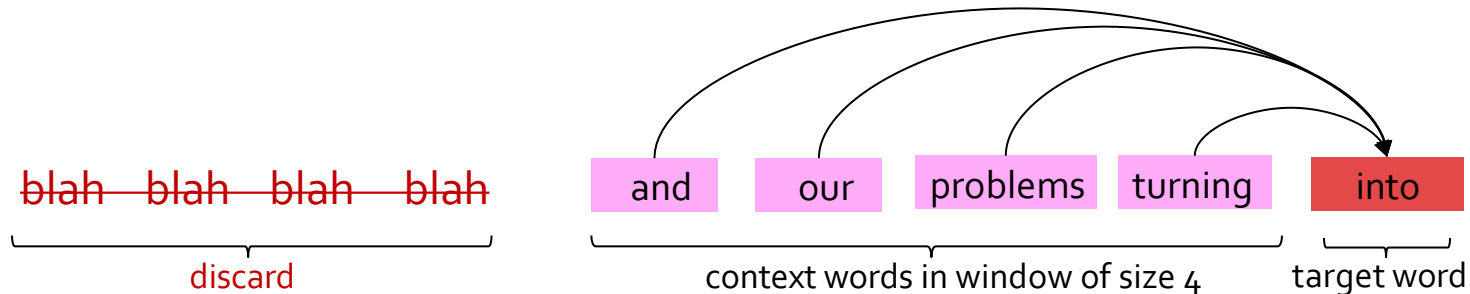 blah blah blah blah and our problems turning into
discard context words in window of size 4 target word